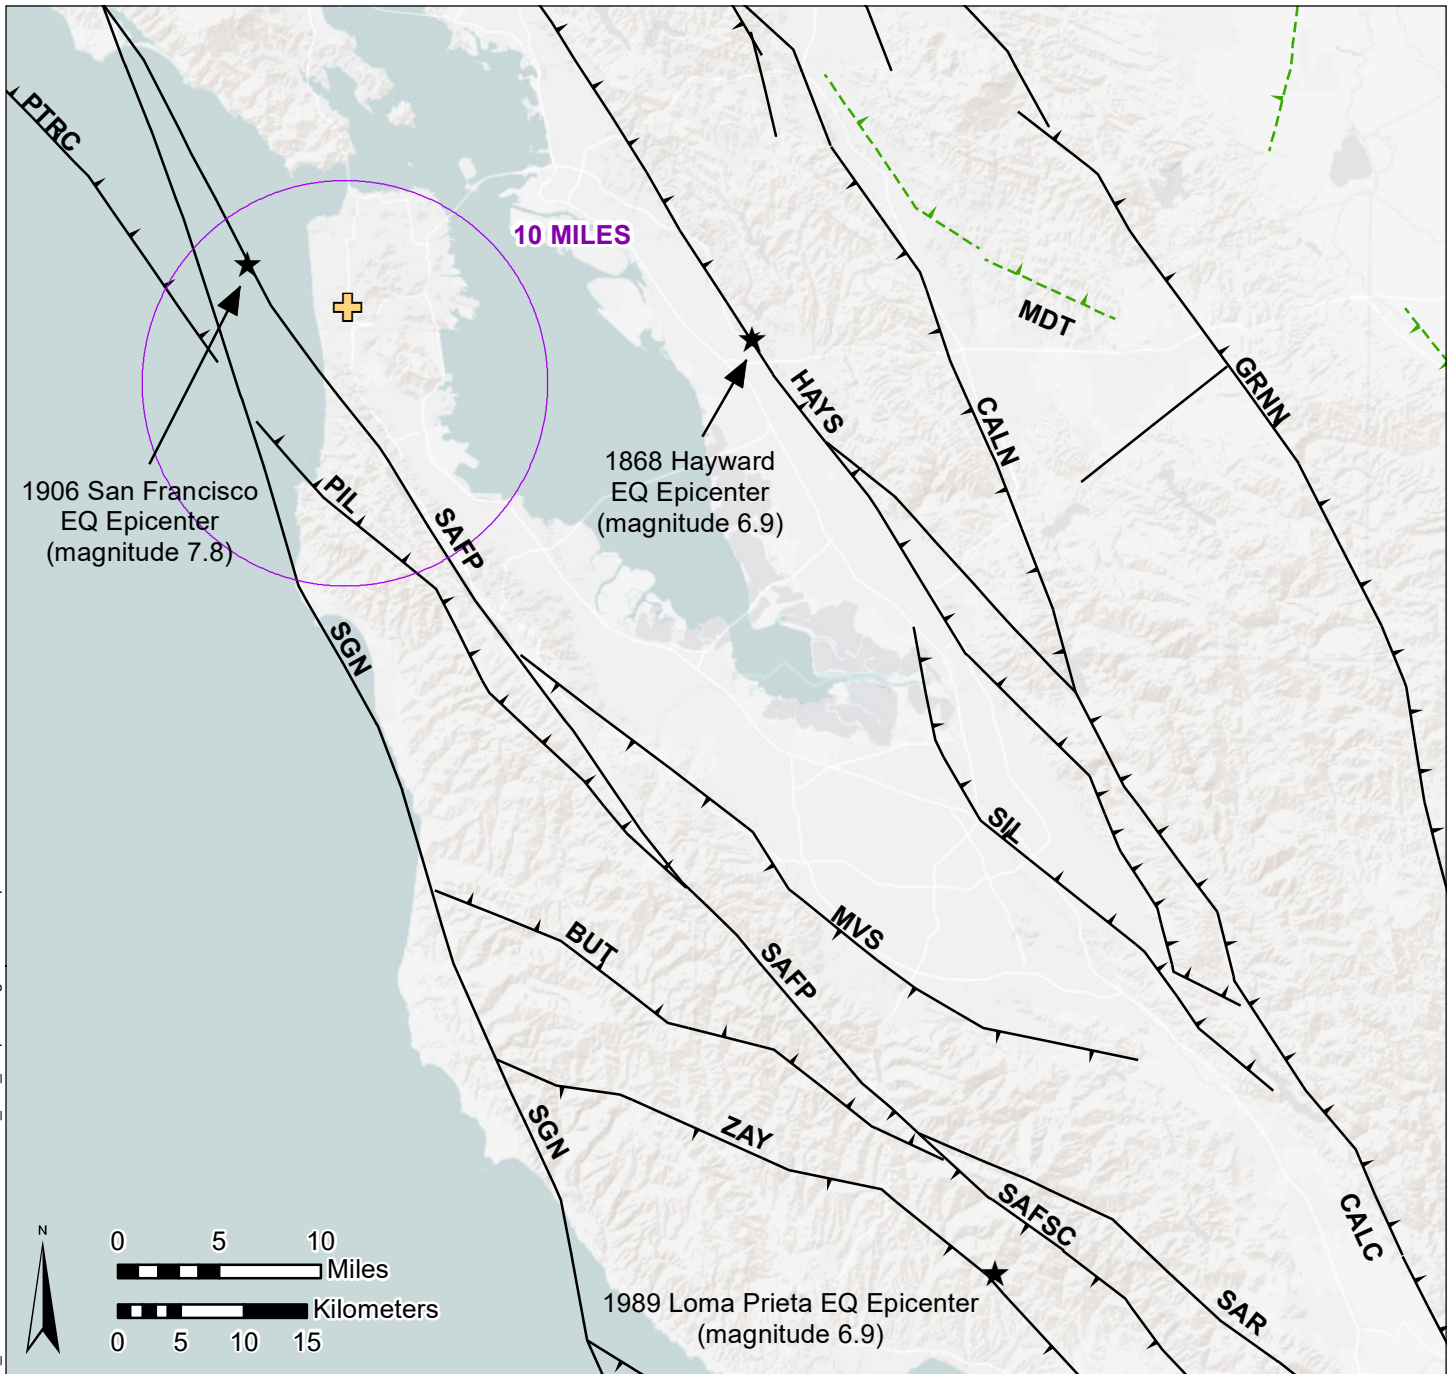 PTRC
10 MILES
MDT
GRNN
HAYS
CALN
1868 Hayward
EQ Epicenter
(magnitude 6.9)
1906 San Francisco
EQ Epicenter
(magnitude 7.8)
PIL
SAFP
SGN
SIL
MVS
BUT
SAFP
ZAY
SGN
SAFSC
CALC
SAR
1989 Loma Prieta EQ Epicenter
(magnitude 6.9)
N
0 5 10
Miles
Kilometers
0 5 10 15